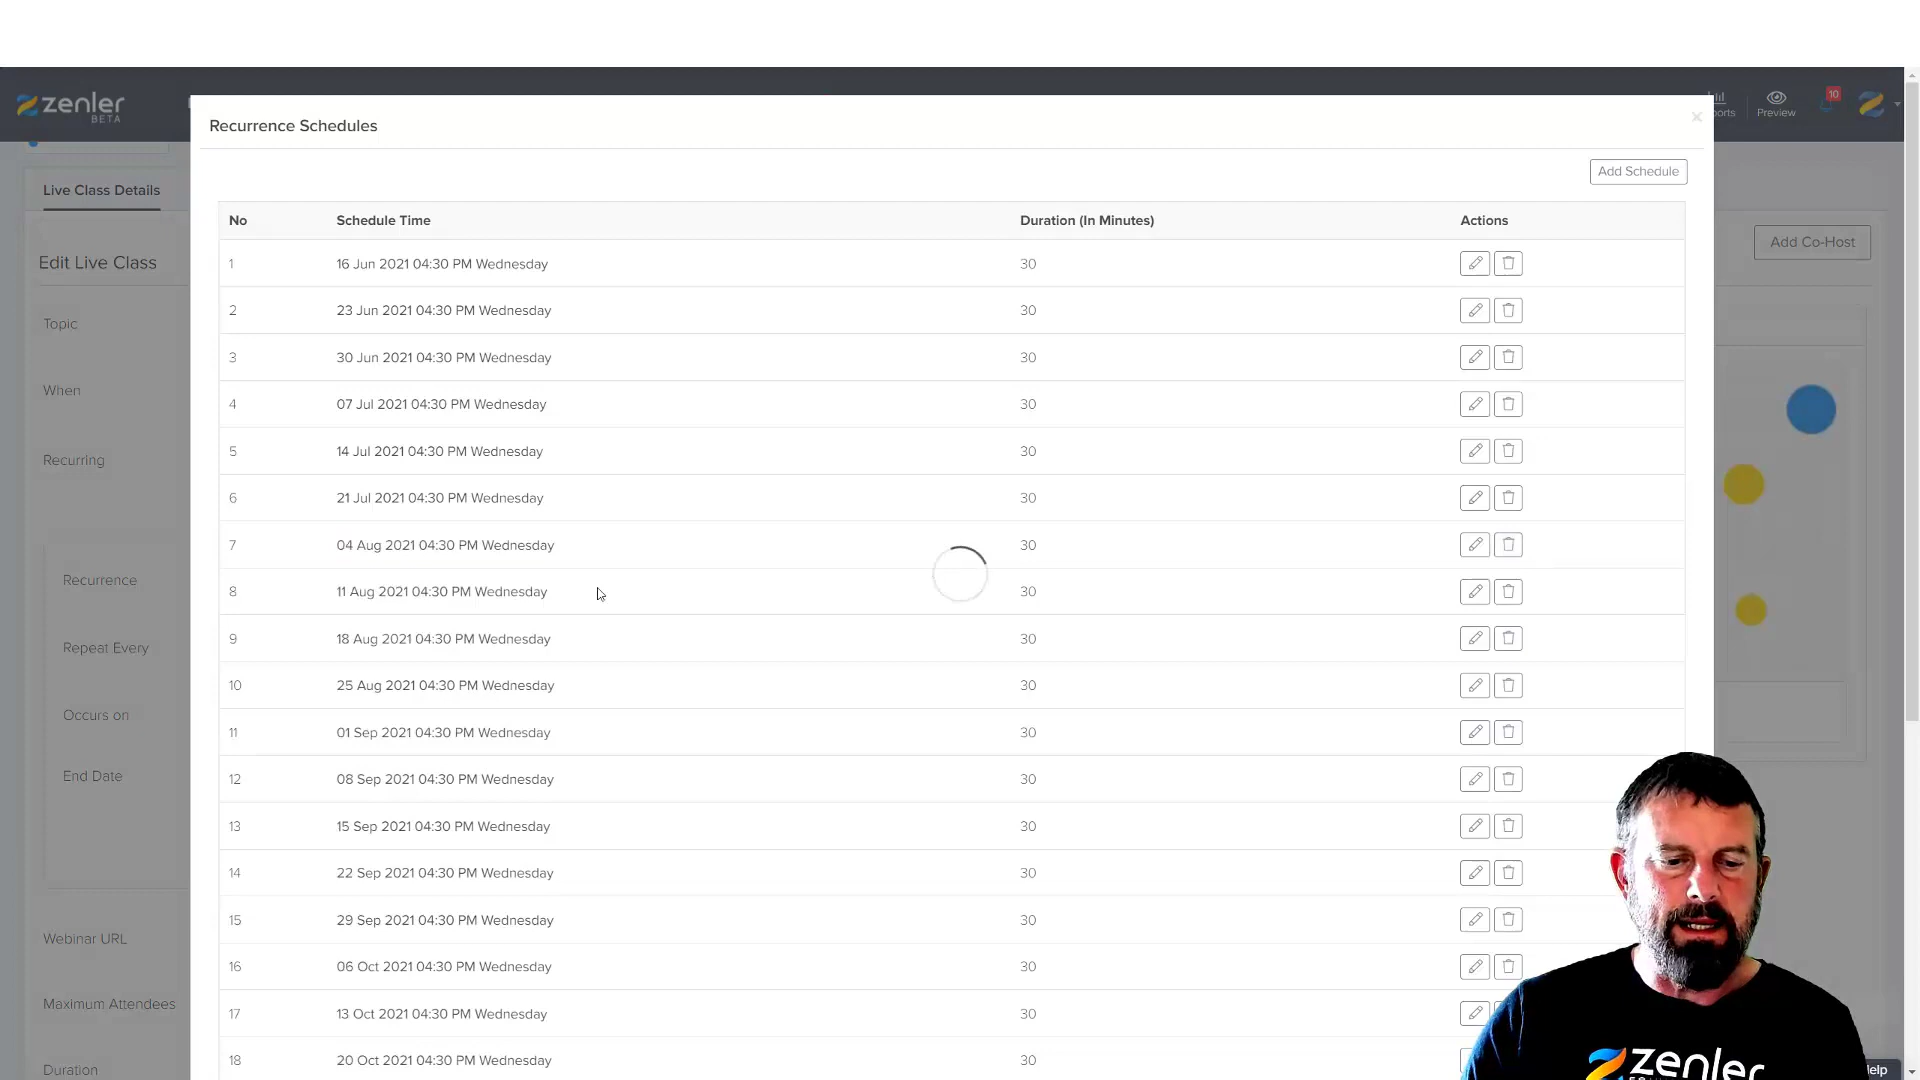 zenler
BETA
Recurrence Schedules
×
orts
Preview
10
Add Schedule
Live Class Details
Edit Live Class
Add Co-Host
Topic
When
Recurring
Recurrence
Repeat Every
Occurs on
End Date
Webinar URL
Maximum Attendees
Duration
No Schedule Time Duration (In Minutes) Actions
1 16 Jun 2021 04:30 PM Wednesday 30
2 23 Jun 2021 04:30 PM Wednesday 30
3 30 Jun 2021 04:30 PM Wednesday 30
4 07 Jul 2021 04:30 PM Wednesday 30
5 14 Jul 2021 04:30 PM Wednesday 30
6 21 Jul 2021 04:30 PM Wednesday 30
7 04 Aug 2021 04:30 PM Wednesday 30
8 11 Aug 2021 04:30 PM Wednesday 30
9 18 Aug 2021 04:30 PM Wednesday 30
10 25 Aug 2021 04:30 PM Wednesday 30
11 01 Sep 2021 04:30 PM Wednesday 30
12 08 Sep 2021 04:30 PM Wednesday 30
13 15 Sep 2021 04:30 PM Wednesday 30
14 22 Sep 2021 04:30 PM Wednesday 30
15 29 Sep 2021 04:30 PM Wednesday 30
16 06 Oct 2021 04:30 PM Wednesday 30
17 13 Oct 2021 04:30 PM Wednesday 30
18 20 Oct 2021 04:30 PM Wednesday 30
zenler
elp